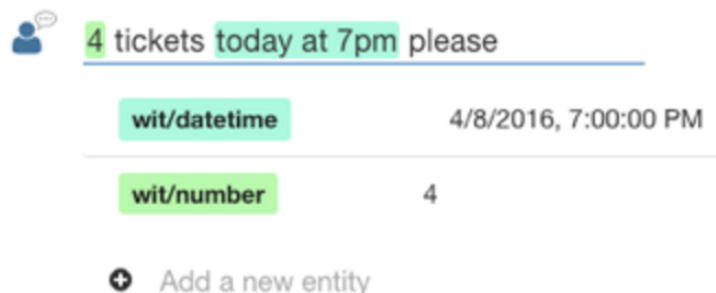 4 tickets today at 7pm please
wit/datetime 4/8/2016, 7:00:00 PM
wit/number 4
Add a new entity